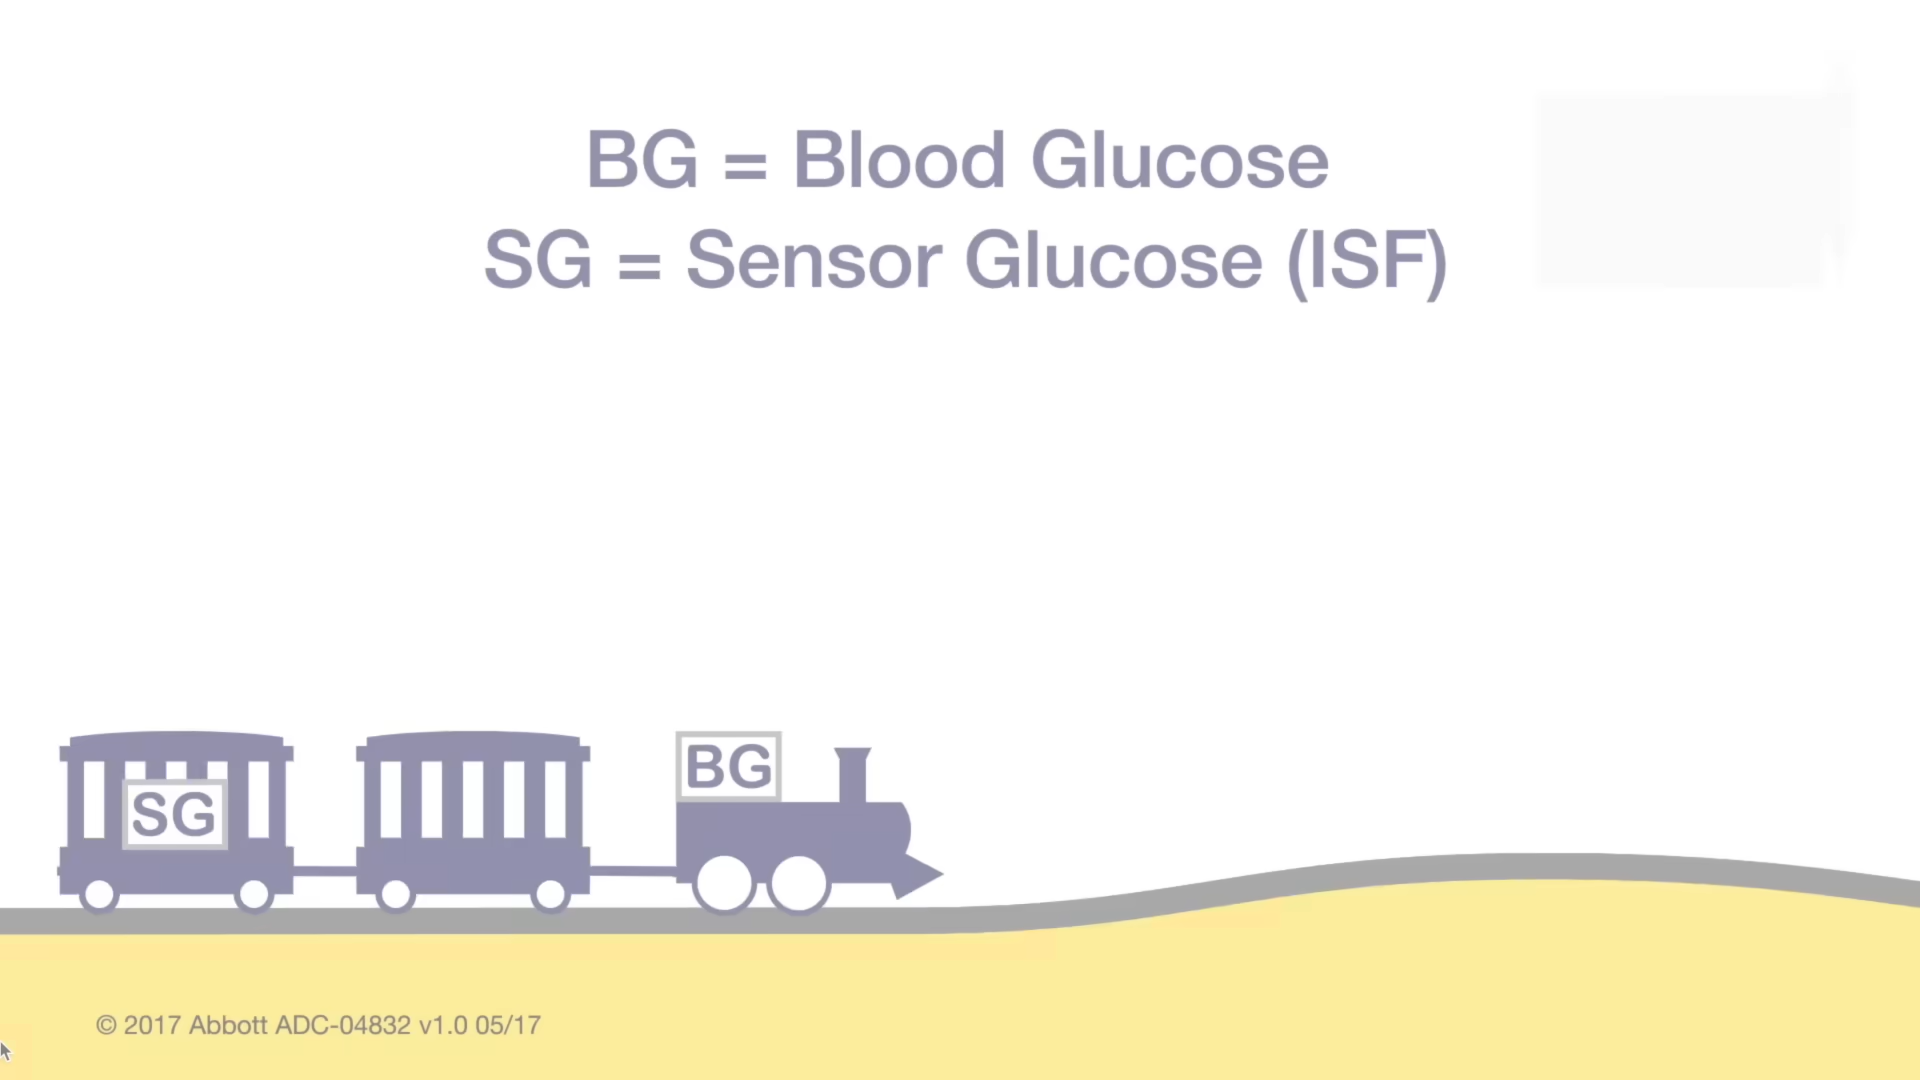 BG = Blood Glucose
SG = Sensor Glucose (ISF)
SG
BG
© 2017 Abbott ADC-04832 v1.0 05/17